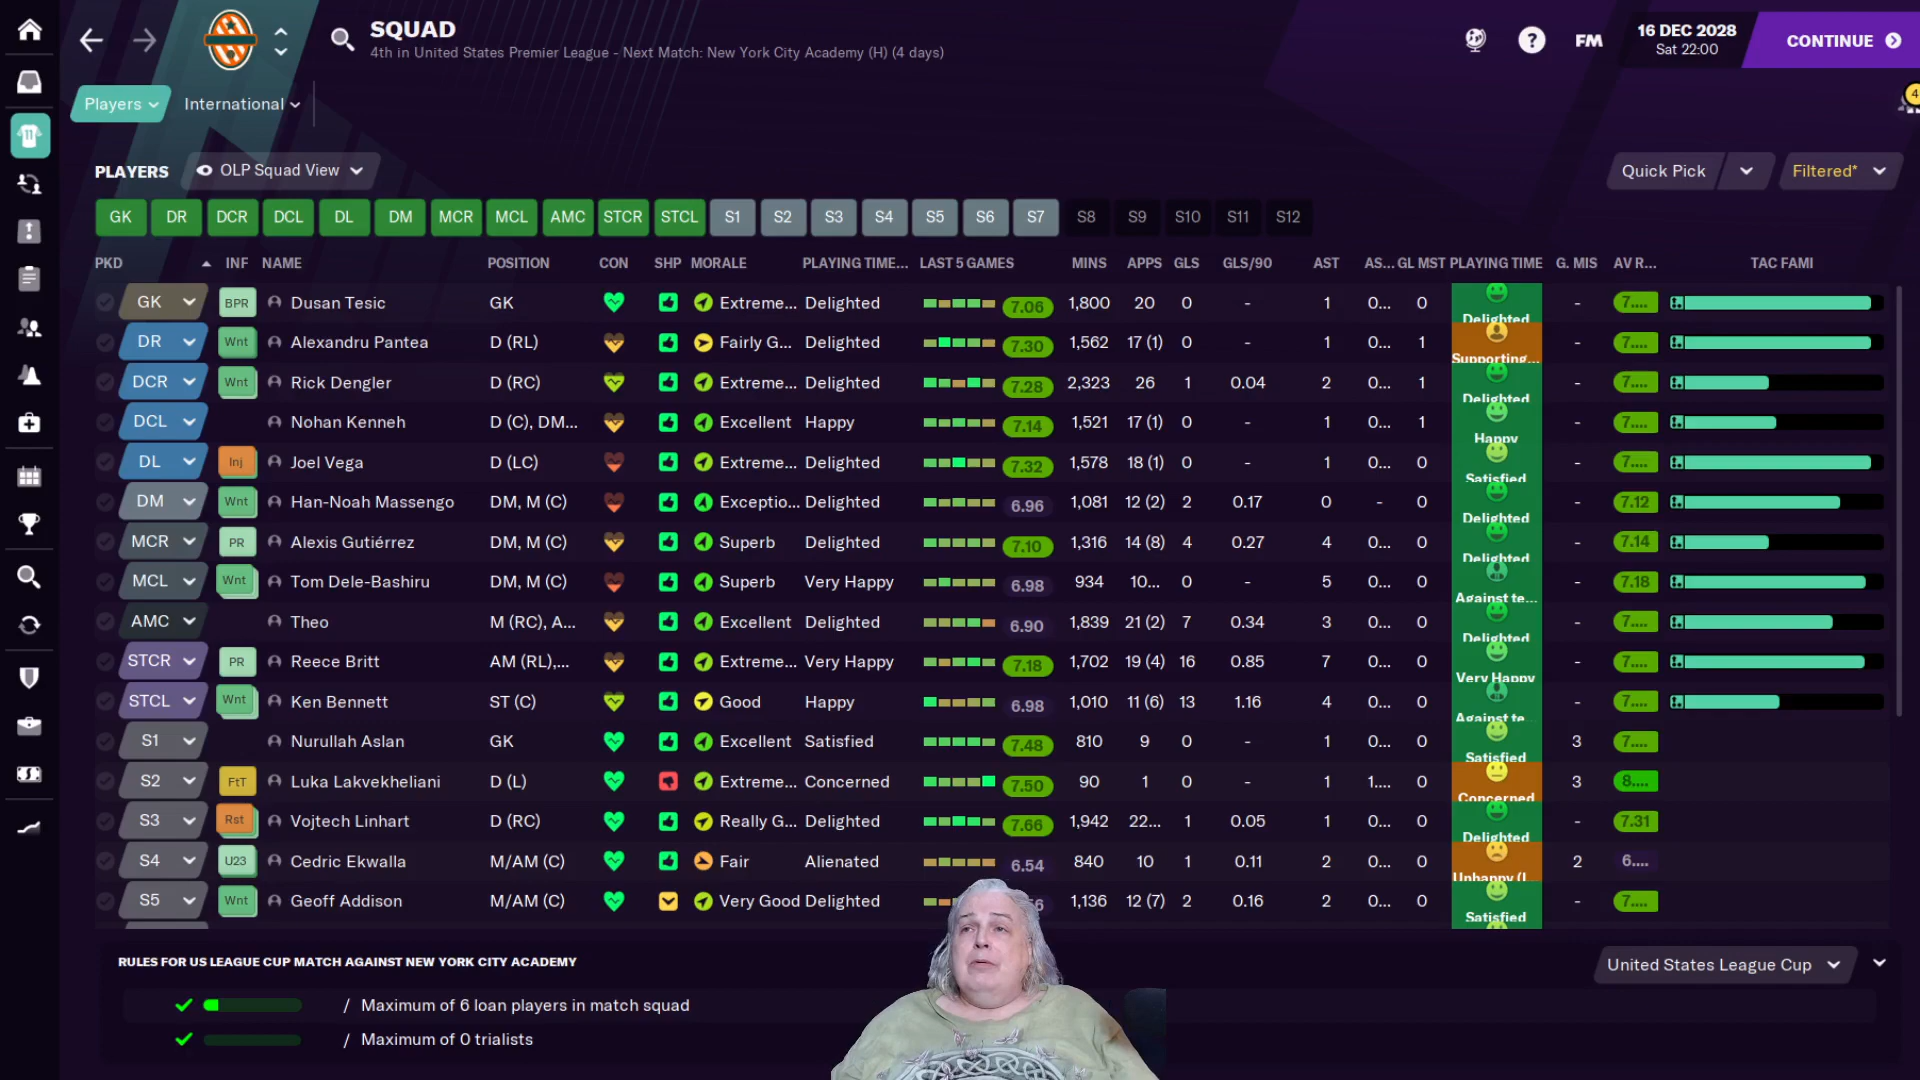 SQUAD
4th in United States Premier League - Next Match: New York City Academy (H) (4 days)
FM
16 DEC 2028
Sat 22:00
CONTINUE
Players
International
4
PLAYERS
OLP Squad View
Quick Pick
Filtered*
GK DR DCR DCL DL DM MCR MCL AMC STCR STCL S1 S2 S3 S4 S5 S6 S7 S8 S9 S10 S11 S12
PKD INF NAME POSITION CON SHP MORALE PLAYING TIME... LAST 5 GAMES MINS APPS GLS GLS/90 AST AS... GL MST PLAYING TIME G. MIS AV R... TAC FAMI
GK BPR Dusan Tesic GK Extreme... Delighted 7.06 1,800 20 0 - 1 0... 0 Delighted - 7....
DR Wnt Alexandru Pantea D (RL) Fairly G... Delighted 7.30 1,562 17 (1) 0 - 1 0... 1 Supporting... - 7....
DCR Wnt Rick Dengler D (RC) Extreme... Delighted 7.28 2,323 26 1 0.04 2 0... 1 Delighted - 7....
DCL Nohan Kenneh D (C), DM... Excellent Happy 7.14 1,521 17 (1) 0 - 1 0... 1 Happy - 7....
DL Inj Joel Vega D (LC) Extreme... Delighted 7.32 1,578 18 (1) 0 - 1 0... 0 Satisfied - 7....
DM Wnt Han-Noah Massengo DM, M (C) Exceptio... Delighted 6.96 1,081 12 (2) 2 0.17 0 - 0 Delighted - 7.12
MCR PR Alexis Gutiérrez DM, M (C) Superb Delighted 7.10 1,316 14 (8) 4 0.27 4 0... 0 Delighted - 7.14
MCL Wnt Tom Dele-Bashiru DM, M (C) Superb Very Happy 6.98 934 10... 0 - 5 0... 0 Against te... - 7.18
AMC Theo M (RC), A... Excellent Delighted 6.90 1,839 21 (2) 7 0.34 3 0... 0 Delighted - 7....
STCR PR Reece Britt AM (RL),... Extreme... Very Happy 7.18 1,702 19 (4) 16 0.85 7 0... 0 Very Happy - 7....
STCL Wnt Ken Bennett ST (C) Good Happy 6.98 1,010 11 (6) 13 1.16 4 0... 0 Against te... - 7....
S1 Nurullah Aslan GK Excellent Satisfied 7.48 810 9 0 - 1 0... 0 Satisfied 3 7....
S2 FtT Luka Lakvekheliani D (L) Extreme... Concerned 7.50 90 1 0 - 1 1.... 0 Concerned 3 8....
S3 Rst Vojtech Linhart D (RC) Really G... Delighted 7.66 1,942 22... 1 0.05 1 0... 0 Delighted - 7.31
S4 U23 Cedric Ekwalla M/AM (C) Fair Alienated 6.54 840 10 1 0.11 2 0... 0 Unhappy (I... 2 6....
S5 Wnt Geoff Addison M/AM (C) Very Good Delighted 1,136 12 (7) 2 0.16 2 0... 0 Satisfied - 7....
RULES FOR US LEAGUE CUP MATCH AGAINST NEW YORK CITY ACADEMY
United States League Cup
/ Maximum of 6 loan players in match squad
/ Maximum of 0 trialists